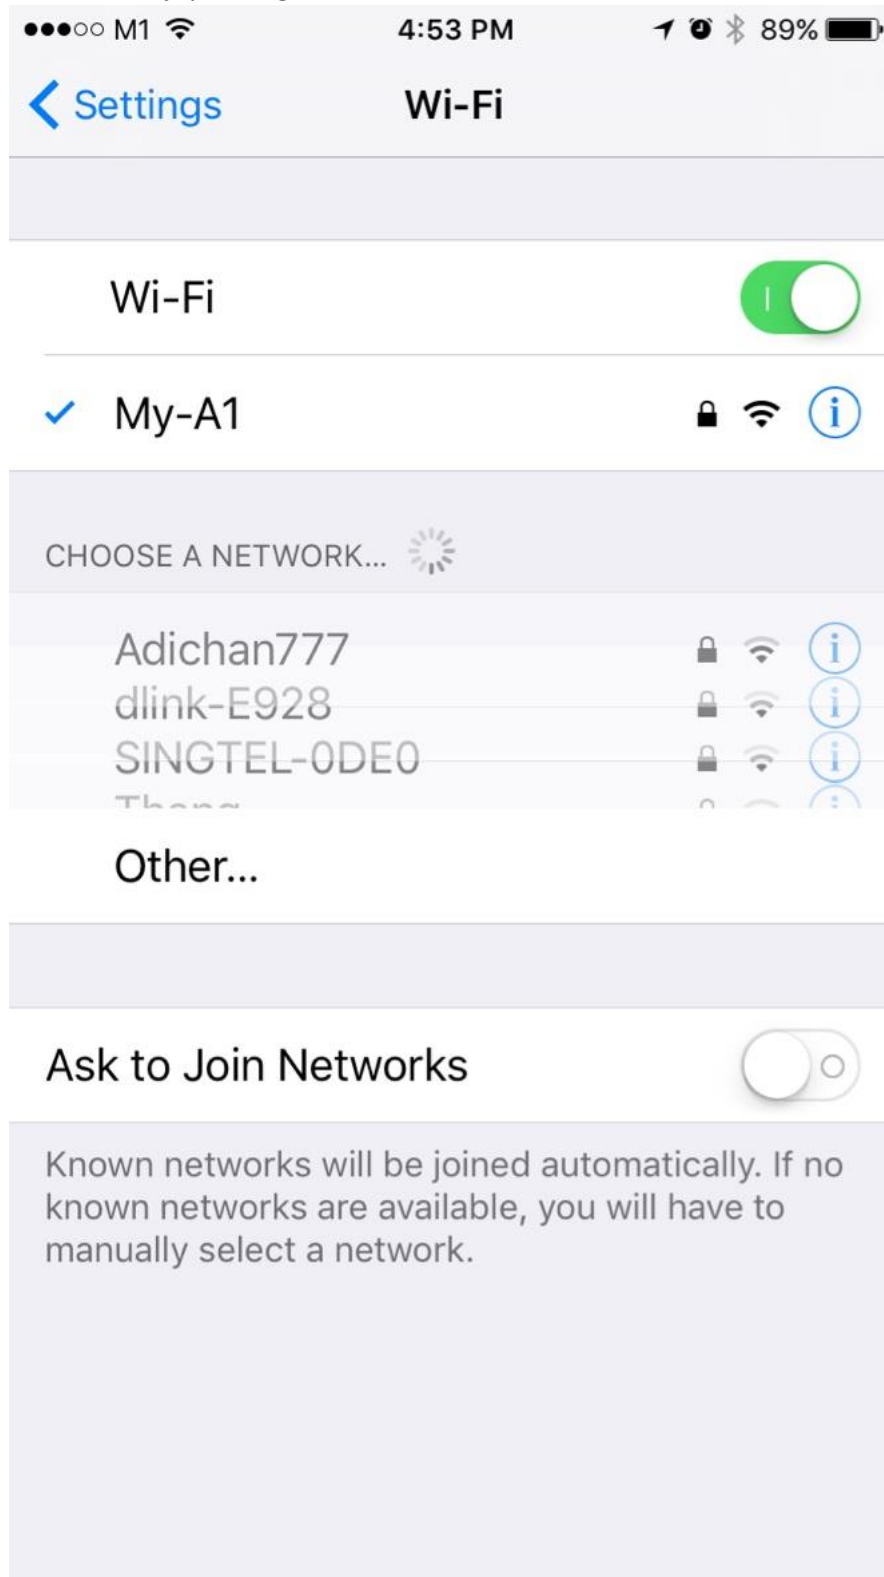 M1 4:53 PM 89%
Settings Wi-Fi
Wi-Fi
My-A1
CHOOSE A NETWORK...
Adichan777
dlink-E928
SINGTEL-0DE0
Other...
Ask to Join Networks
Known networks will be joined automatically. If no
known networks are available, you will have to
manually select a network.